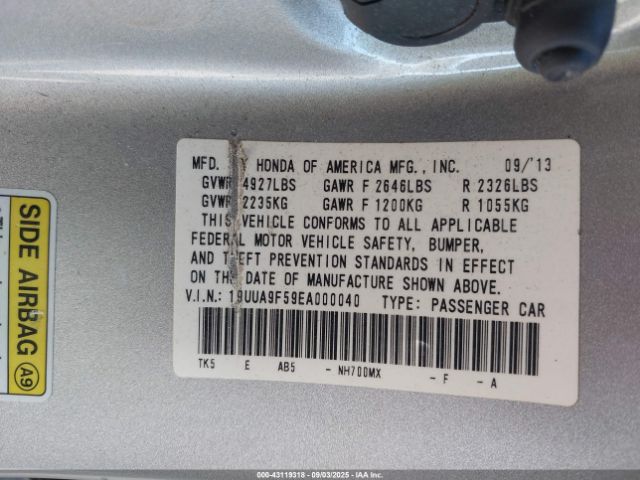 MFD. BY HONDA OF AMERICA MFG., INC. 09/'13
GVWR 4927LBS GAWR F 2646LBS R 2326LBS
GVWR 2235KG GAWR F 1200KG R 1055KG
THIS VEHICLE CONFORMS TO ALL APPLICABLE
FEDERAL MOTOR VEHICLE SAFETY, BUMPER,
AND THEFT PREVENTION STANDARDS IN EFFECT
ON THE DATE OF MANUFACTURE SHOWN ABOVE.
V.I.N.: 19UUA9F59EA000040 TYPE: PASSENGER CAR
TK5 E AB5 - NH700MX - F - A
SIDE AIRBAG A9
000-43119318 - 09/03/2025 - IAAI.COM